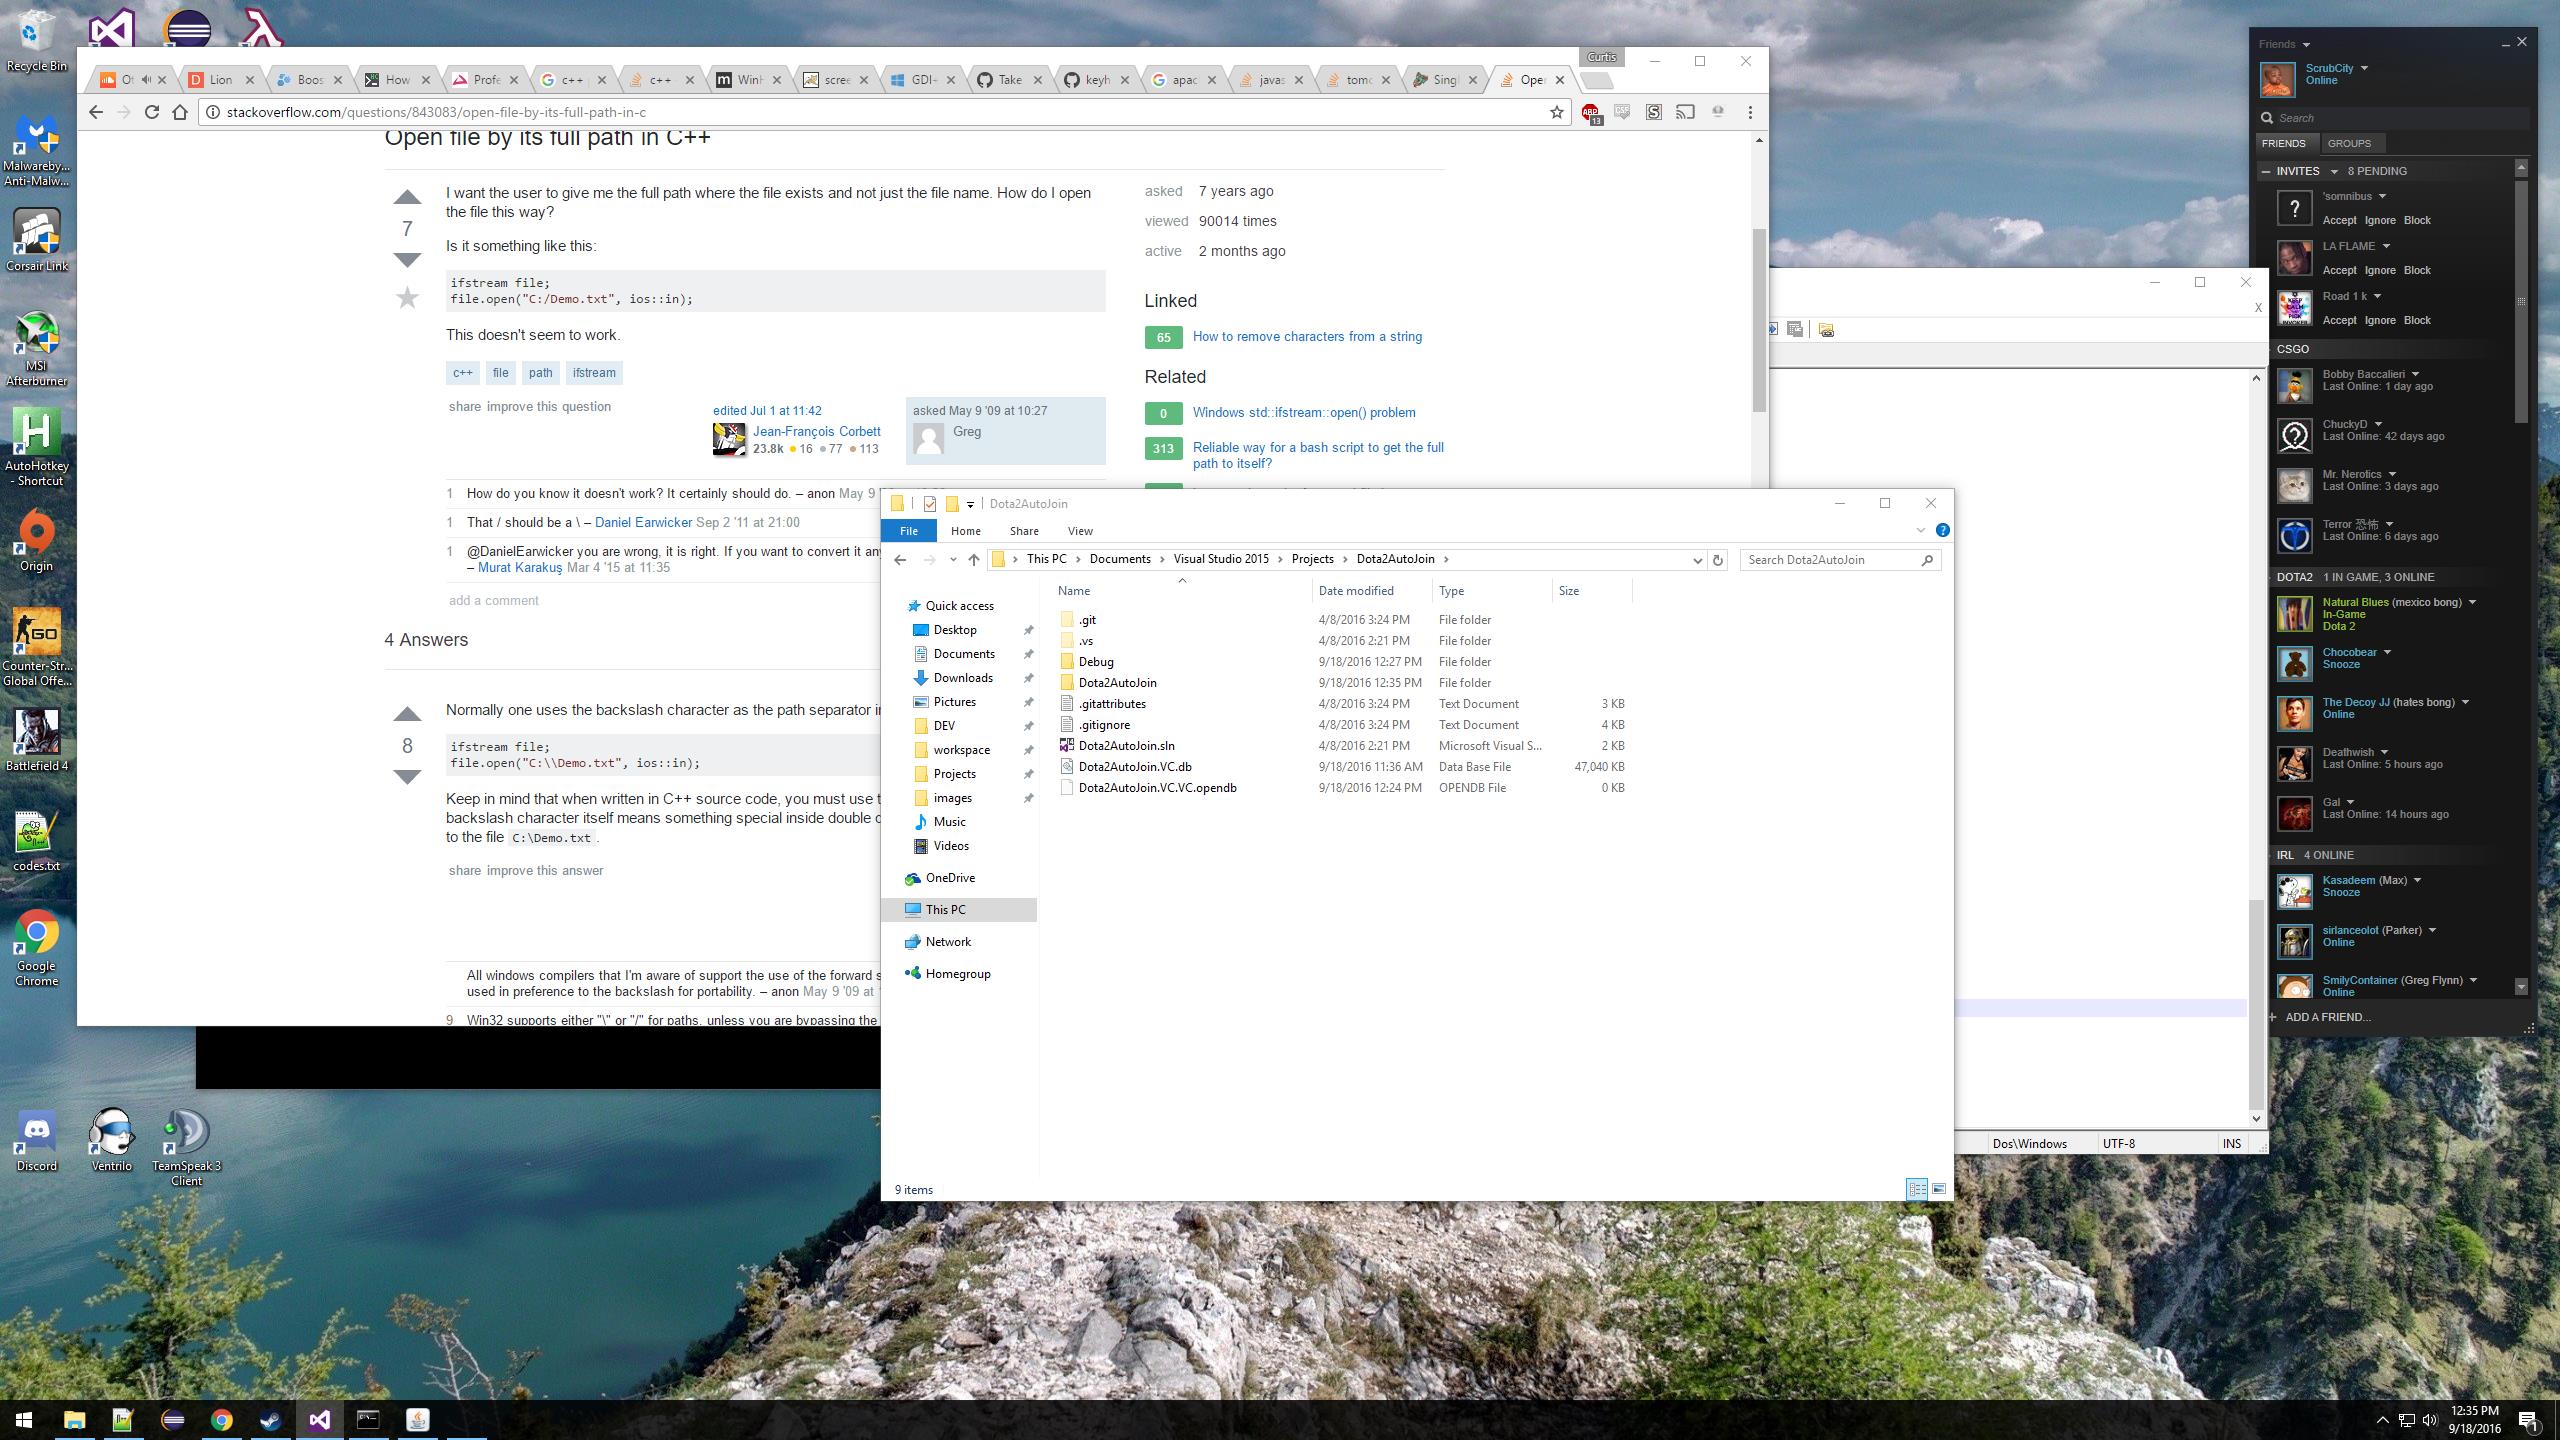 Recycle Bin
Malwareby...
Anti-Malw...
Corsair Link
MSI
Afterburner
AutoHotkey
- Shortcut
Origin
Counter-Str...
Global Offe...
Battlefield 4
codes.txt
Google
Chrome
Discord
Ventrilo
TeamSpeak 3
Client
Curtis
Lion
Boos
How
Profe
c++
c++
WinH
scree
GDI+
Take
keyh
apac
javas
tomc
Singl
Open
stackoverflow.com/questions/843083/open-file-by-its-full-path-in-c
ABP
13
Open file by its full path in C++
7
I want the user to give me the full path where the file exists and not just the file name. How do I open
the file this way?
Is it something like this:
ifstream file;
file.open("C:/Demo.txt", ios::in);
This doesn't seem to work.
c++ file path ifstream
share improve this question
edited Jul 1 at 11:42
Jean-François Corbett
23.8k 16 77 113
asked May 9 '09 at 10:27
Greg
1 How do you know it doesn't work? It certainly should do. – anon May 9
1 That / should be a \ – Daniel Earwicker Sep 2 '11 at 21:00
1 @DanielEarwicker you are wrong, it is right. If you want to convert it
– Murat Karakuş Mar 4 '15 at 11:35
add a comment
asked 7 years ago
viewed 90014 times
active 2 months ago
Linked
65 How to remove characters from a string
Related
0 Windows std::ifstream::open() problem
313 Reliable way for a bash script to get the full
path to itself?
4 Answers
8
Normally one uses the backslash character as the path separator
ifstream file;
file.open("C:\\Demo.txt", ios::in);
Keep in mind that when written in C++ source code, you must use
backslash character itself means something special inside double
to the file C:\Demo.txt .
share improve this answer
All windows compilers that I'm aware of support the use of the forward
used in preference to the backslash for portability. – anon May 9 '09 at
9 Win32 supports either "\" or "/" for paths, unless you are bypassing the
Dota2AutoJoin
File Home Share View
This PC Documents Visual Studio 2015 Projects Dota2AutoJoin
Search Dota2AutoJoin
Quick access
Desktop
Documents
Downloads
Pictures
DEV
workspace
Projects
images
Music
Videos
OneDrive
This PC
Network
Homegroup
Name Date modified Type Size
.git 4/8/2016 3:24 PM File folder
.vs 4/8/2016 2:21 PM File folder
Debug 9/18/2016 12:27 PM File folder
Dota2AutoJoin 9/18/2016 12:35 PM File folder
.gitattributes 4/8/2016 3:24 PM Text Document 3 KB
.gitignore 4/8/2016 3:24 PM Text Document 4 KB
Dota2AutoJoin.sln 4/8/2016 2:21 PM Microsoft Visual S... 2 KB
Dota2AutoJoin.VC.db 9/18/2016 11:36 AM Data Base File 47,040 KB
Dota2AutoJoin.VC.VC.opendb 9/18/2016 12:24 PM OPENDB File 0 KB
9 items
X
Dos\Windows UTF-8 INS
Friends
ScrubCity
Online
Search
FRIENDS GROUPS
INVITES 8 PENDING
'somnibus
Accept Ignore Block
LA FLAME
Accept Ignore Block
Road 1 k
Accept Ignore Block
CSGO
Bobby Baccalieri
Last Online: 1 day ago
ChuckyD
Last Online: 42 days ago
Mr. Nerotics
Last Online: 3 days ago
Terror 恐怖
Last Online: 6 days ago
DOTA2 1 IN GAME, 3 ONLINE
Natural Blues (mexico bong)
In-Game
Dota 2
Chocobear
Snooze
The Decoy JJ (hates bong)
Online
Deathwish
Last Online: 5 hours ago
Gal
Last Online: 14 hours ago
IRL 4 ONLINE
Kasadeem (Max)
Snooze
sirlanceolot (Parker)
Online
SmilyContainer (Greg Flynn)
Online
+ ADD A FRIEND...
12:35 PM
9/18/2016
1